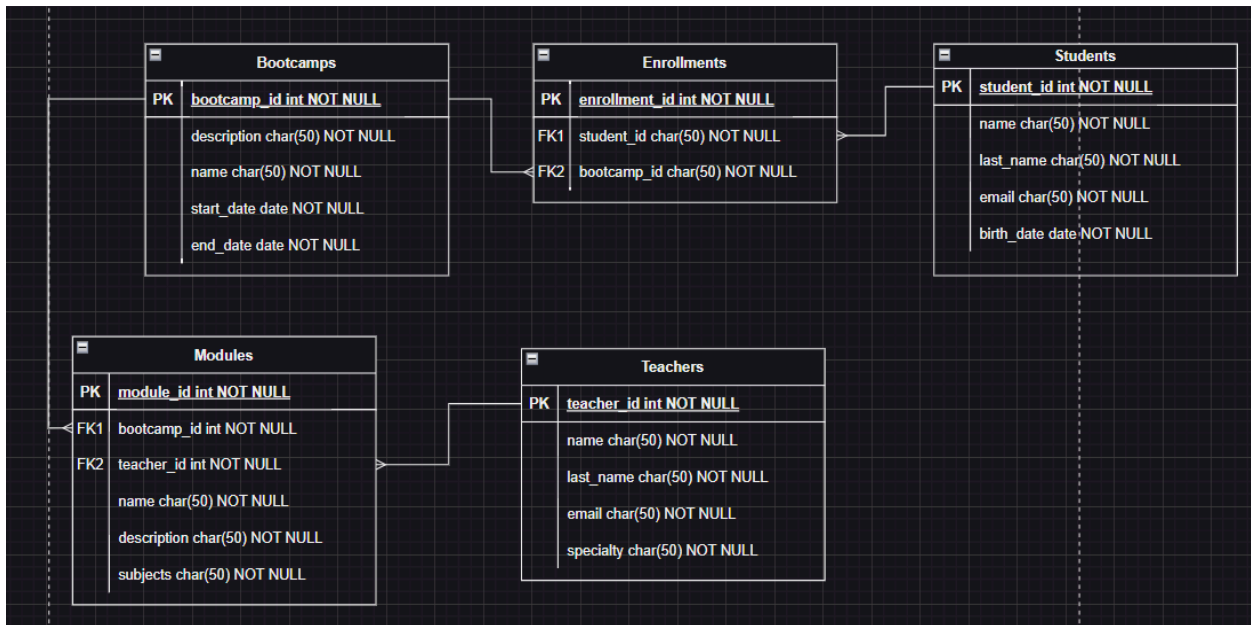 Bootcamps
PK bootcamp_id int NOT NULL
description char(50) NOT NULL
name char(50) NOT NULL
start_date date NOT NULL
end_date date NOT NULL
Enrollments
PK enrollment_id int NOT NULL
FK1 student_id char(50) NOT NULL
FK2 bootcamp_id char(50) NOT NULL
Students
PK student_id int NOT NULL
name char(50) NOT NULL
last_name char(50) NOT NULL
email char(50) NOT NULL
birth_date date NOT NULL
Modules
PK module_id int NOT NULL
FK1 bootcamp_id int NOT NULL
FK2 teacher_id int NOT NULL
name char(50) NOT NULL
description char(50) NOT NULL
subjects char(50) NOT NULL
Teachers
PK teacher_id int NOT NULL
name char(50) NOT NULL
last_name char(50) NOT NULL
email char(50) NOT NULL
specialty char(50) NOT NULL